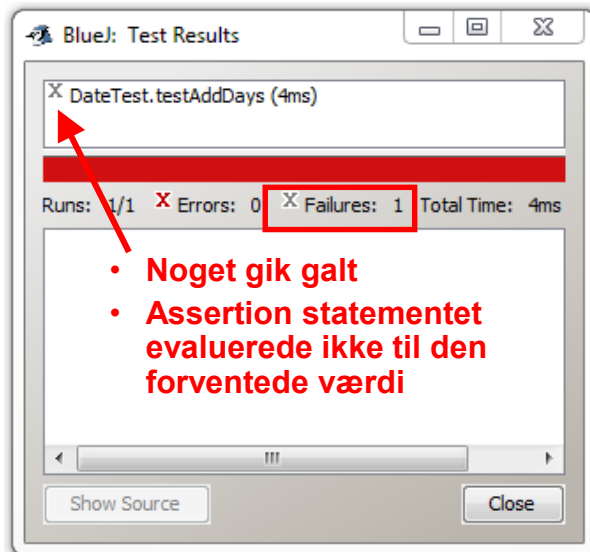 BlueJ: Test Results
X DateTest.testAddDays (4ms)
Runs: 1/1 X Errors: 0 X Failures: 1 Total Time: 4ms
• Noget gik galt
• Assertion statementet
evaluerede ikke til den
forventede værdi
Show Source Close